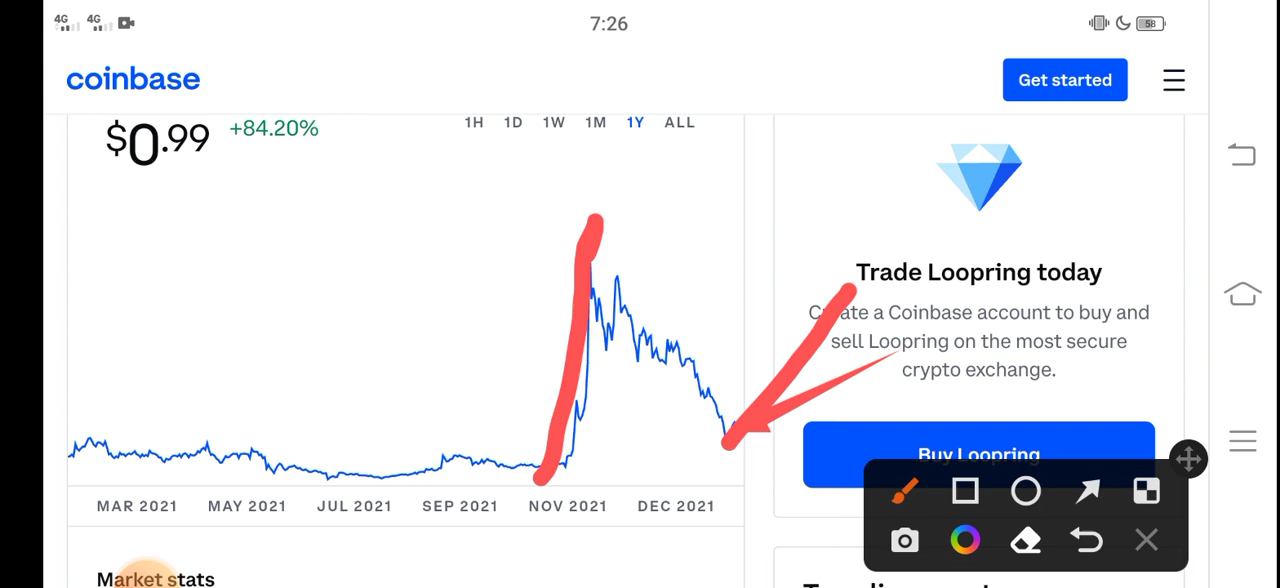 4G 4G
7:26
58
coinbase
Get started
$0.99 +84.20%
1H 1D 1W 1M 1Y ALL
Trade Loopring today
Create a Coinbase account to buy and
sell Loopring on the most secure
crypto exchange.
Buy Loopring
MAR 2021 MAY 2021 JUL 2021 SEP 2021 NOV 2021 DEC 2021
Market stats